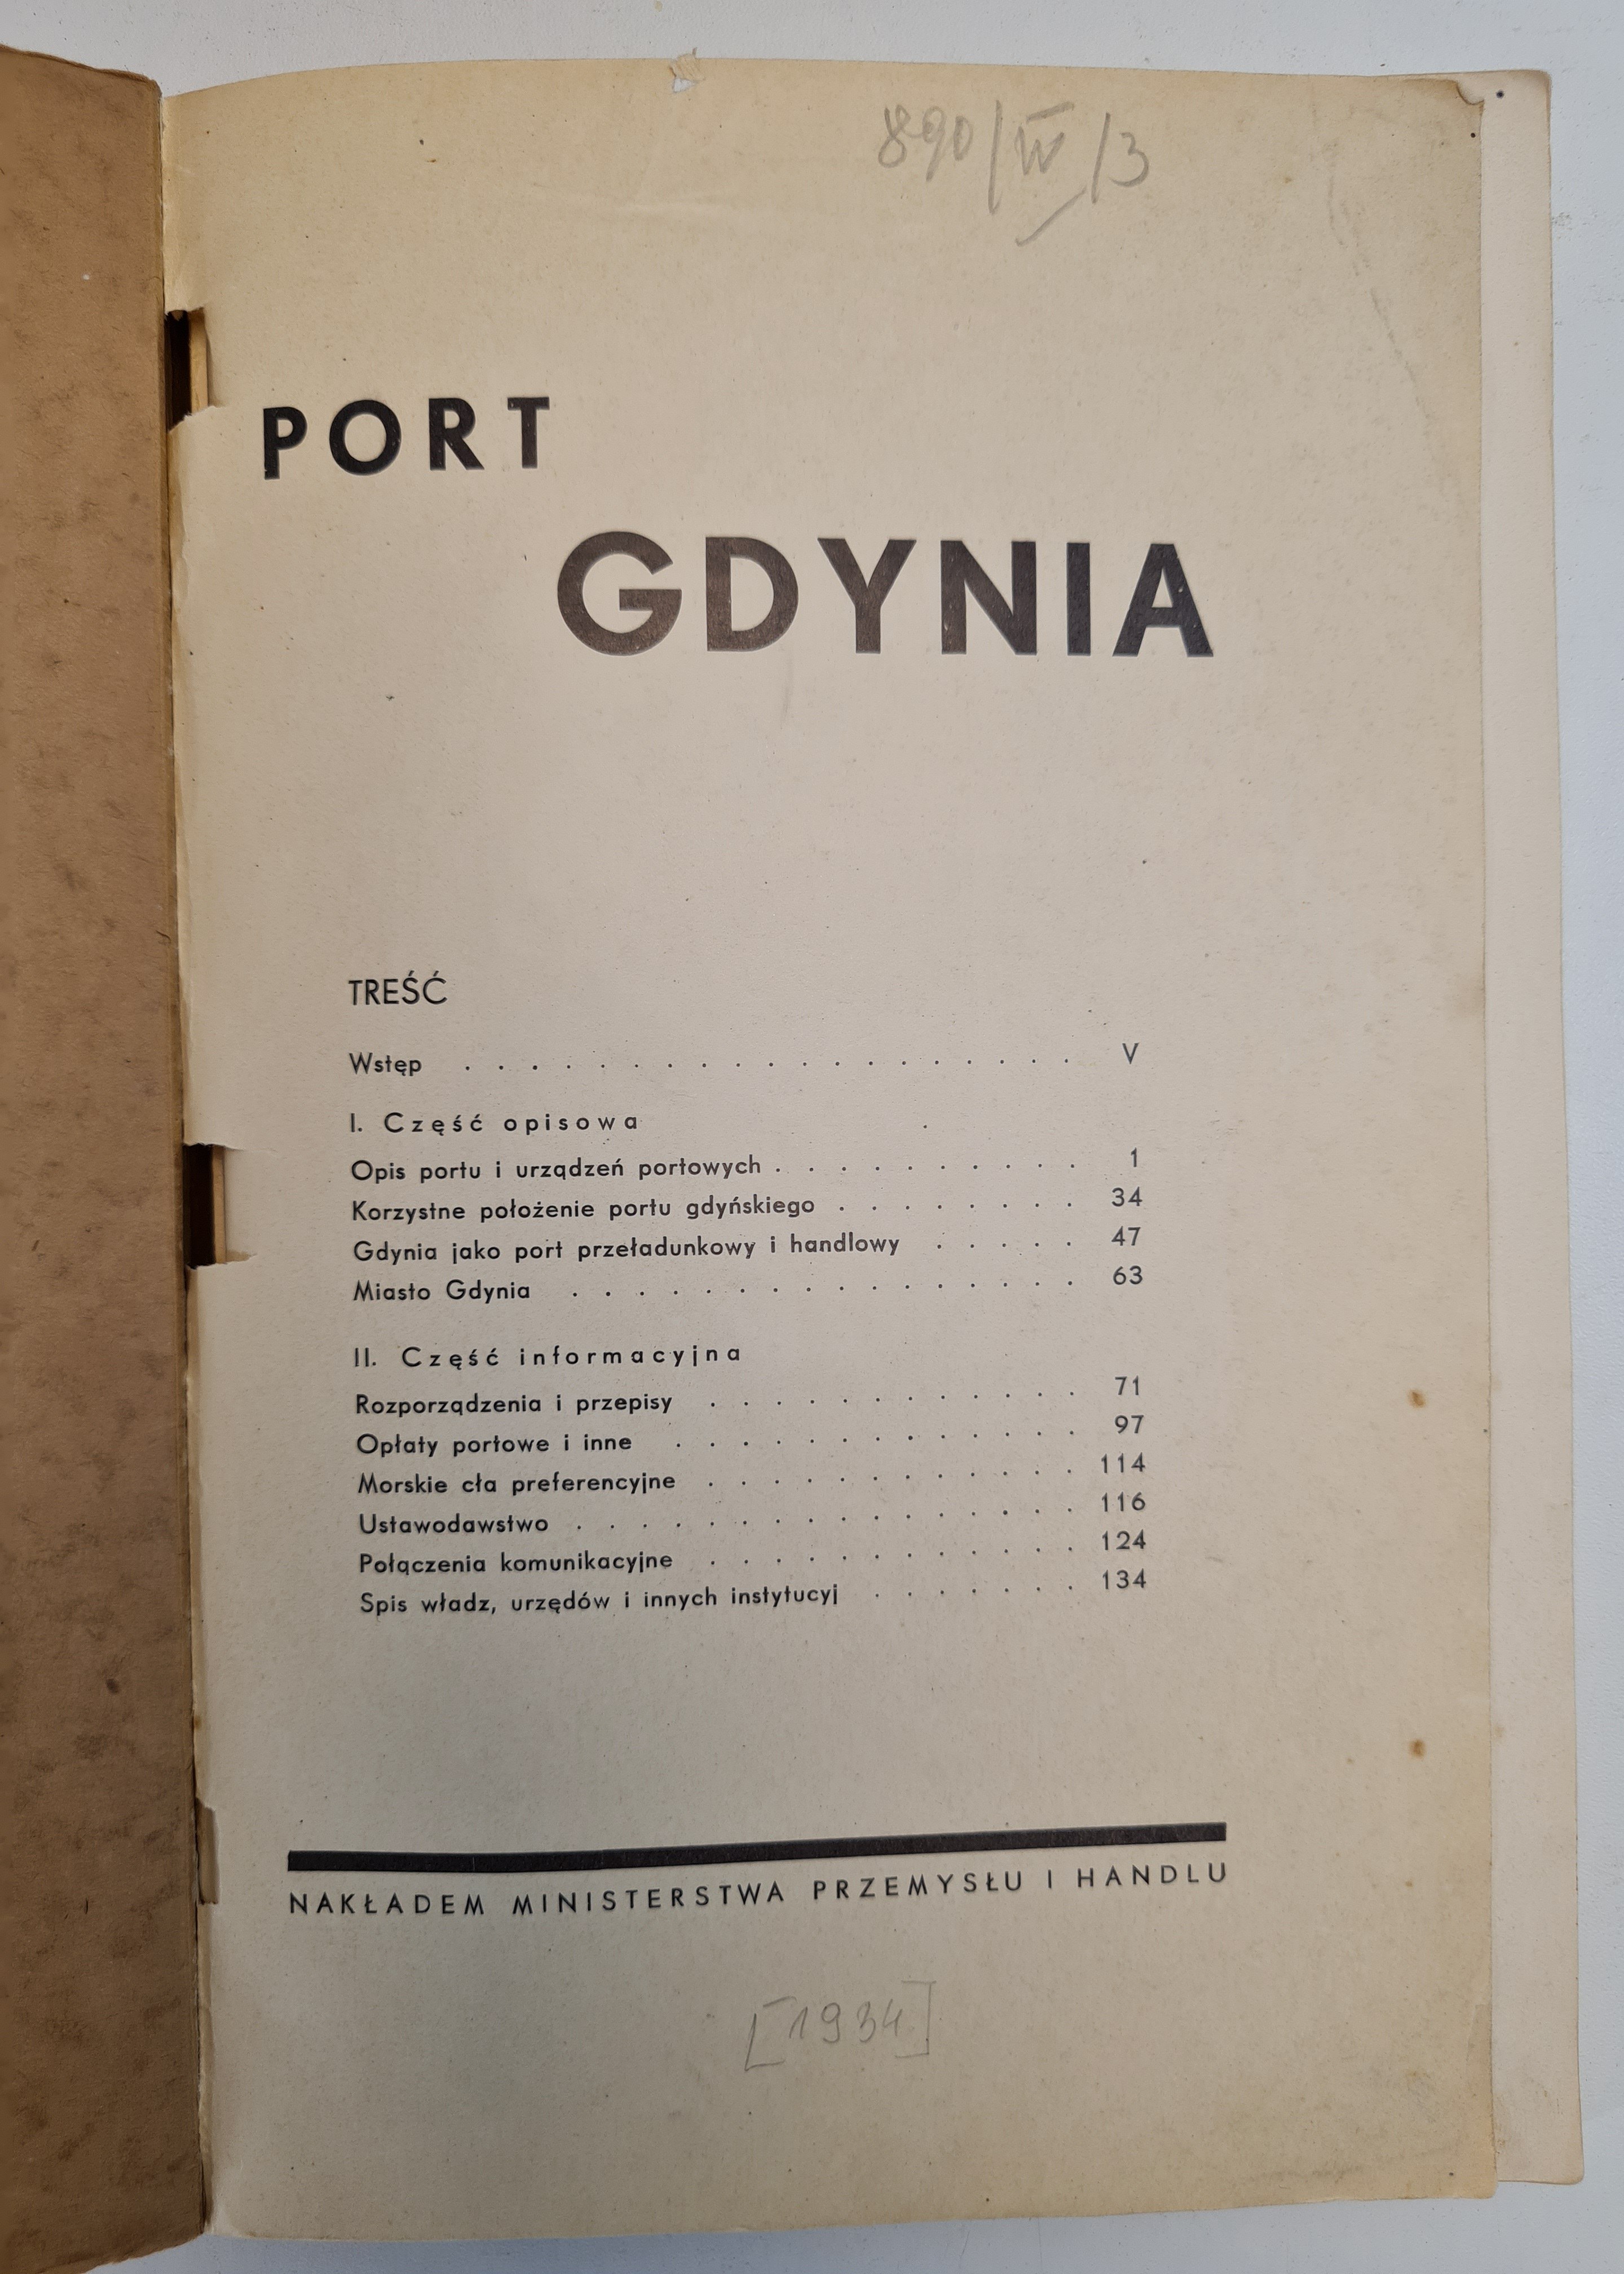 890/IV/3
PORT
GDYNIA
TREŚĆ
Wstęp . . . . . . . . . . . . . . . . . . . V
I. Część opisowa
Opis portu i urządzeń portowych . . . . . . . . . . 1
Korzystne położenie portu gdyńskiego . . . . . . . . 34
Gdynia jako port przeładunkowy i handlowy . . . . . 47
Miasto Gdynia . . . . . . . . . . . . . . . . 63
II. Część informacyjna
Rozporządzenia i przepisy . . . . . . . . . . . . 71
Opłaty portowe i inne . . . . . . . . . . . . . 97
Morskie cła preferencyjne . . . . . . . . . . . . 114
Ustawodawstwo . . . . . . . . . . . . . . . . 116
Połączenia komunikacyjne . . . . . . . . . . . . 124
Spis władz, urzędów i innych instytucyj . . . . . . . 134
NAKŁADEM MINISTERSTWA PRZEMYSŁU I HANDLU
[1934]